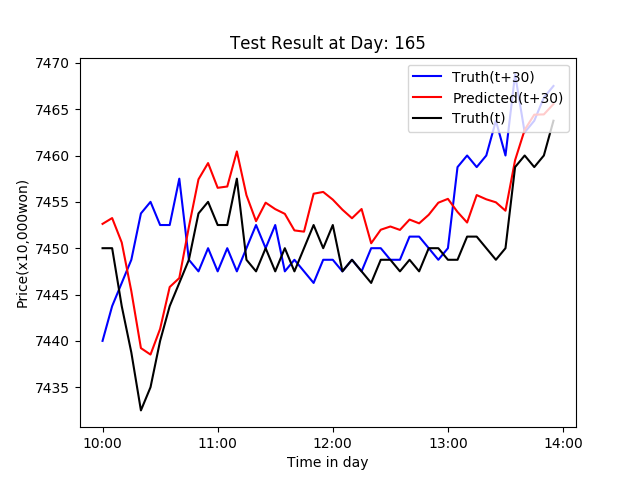 Test Result at Day: 165
Price(x10,000won)
7470
7465
7460
7455
7450
7445
7440
7435
Truth(t+30)
Predicted(t+30)
Truth(t)
10:00 11:00 12:00 13:00 14:00
Time in day